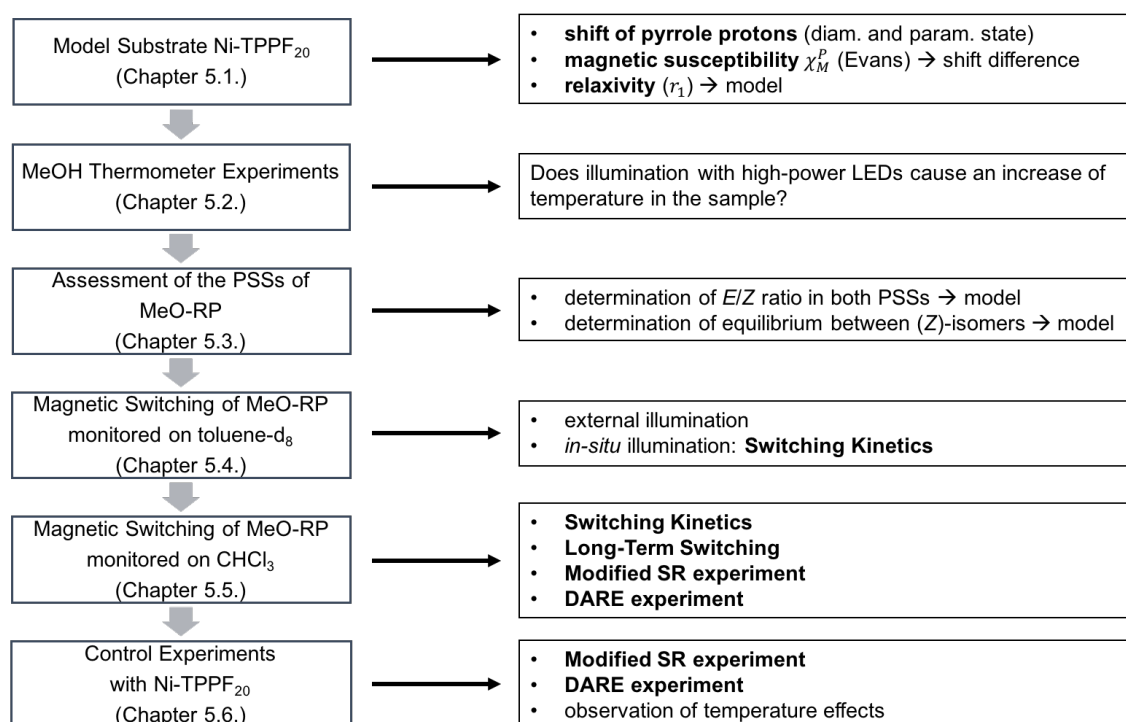 Model Substrate Ni-TPPF₂₀
(Chapter 5.1.)
• shift of pyrrole protons (diam. and param. state)
• magnetic susceptibility χ_M^P (Evans) → shift difference
• relaxivity (r₁) → model
MeOH Thermometer Experiments
(Chapter 5.2.)
Does illumination with high-power LEDs cause an increase of
temperature in the sample?
Assessment of the PSSs of
MeO-RP
(Chapter 5.3.)
• determination of E/Z ratio in both PSSs → model
• determination of equilibrium between (Z)-isomers → model
Magnetic Switching of MeO-RP
monitored on toluene-d₈
(Chapter 5.4.)
• external illumination
• in-situ illumination: Switching Kinetics
Magnetic Switching of MeO-RP
monitored on CHCl₃
(Chapter 5.5.)
• Switching Kinetics
• Long-Term Switching
• Modified SR experiment
• DARE experiment
Control Experiments
with Ni-TPPF₂₀
(Chapter 5.6.)
• Modified SR experiment
• DARE experiment
• observation of temperature effects